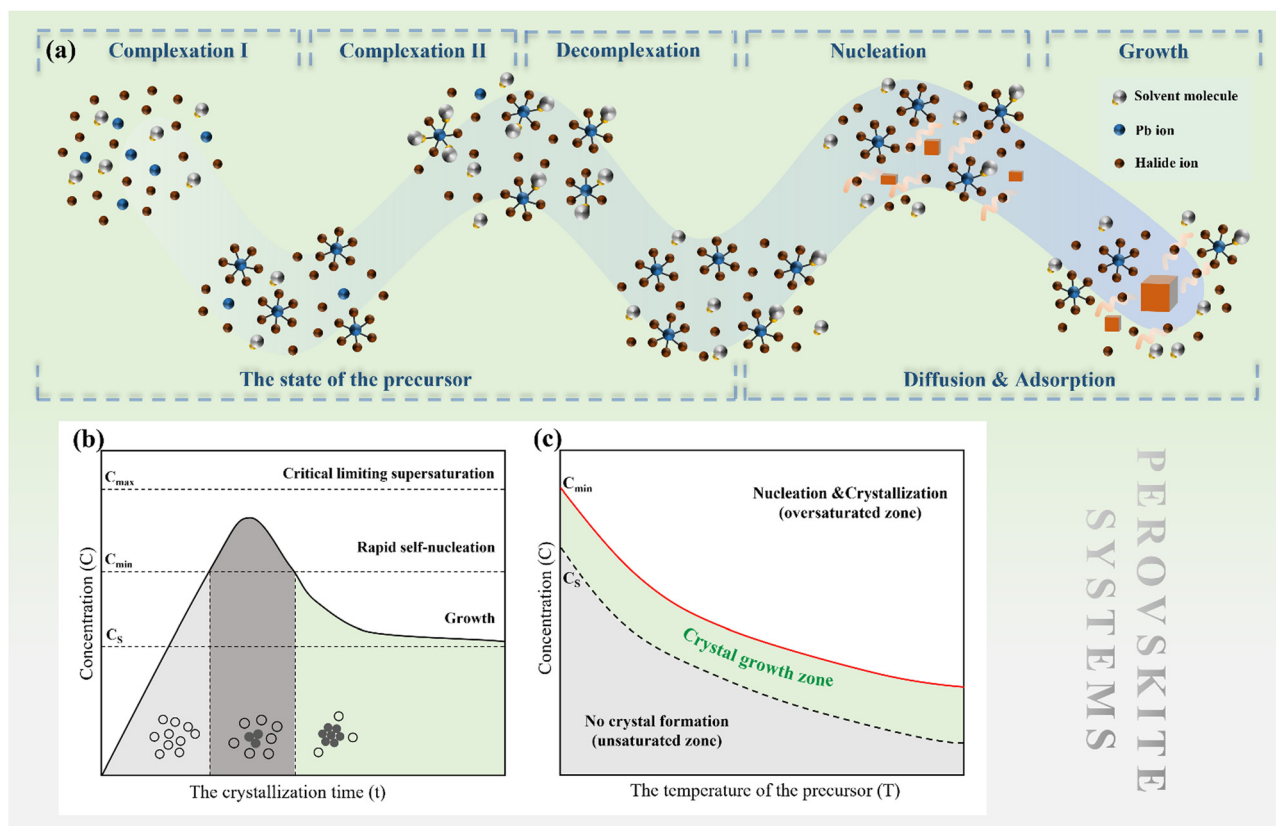 (a)
Complexation I
Complexation II
Decomplexation
Nucleation
Growth
Solvent molecule
Pb ion
Halide ion
The state of the precursor
Diffusion & Adsorption
(b)
Cmax
Critical limiting supersaturation
Rapid self-nucleation
Cmin
Growth
CS
Concentration (C)
The crystallization time (t)
(c)
Cmin
Nucleation &Crystallization
(oversaturated zone)
CS
Crystal growth zone
No crystal formation
(unsaturated zone)
Concentration (C)
The temperature of the precursor (T)
PEROVSKITE
SYSTEMS